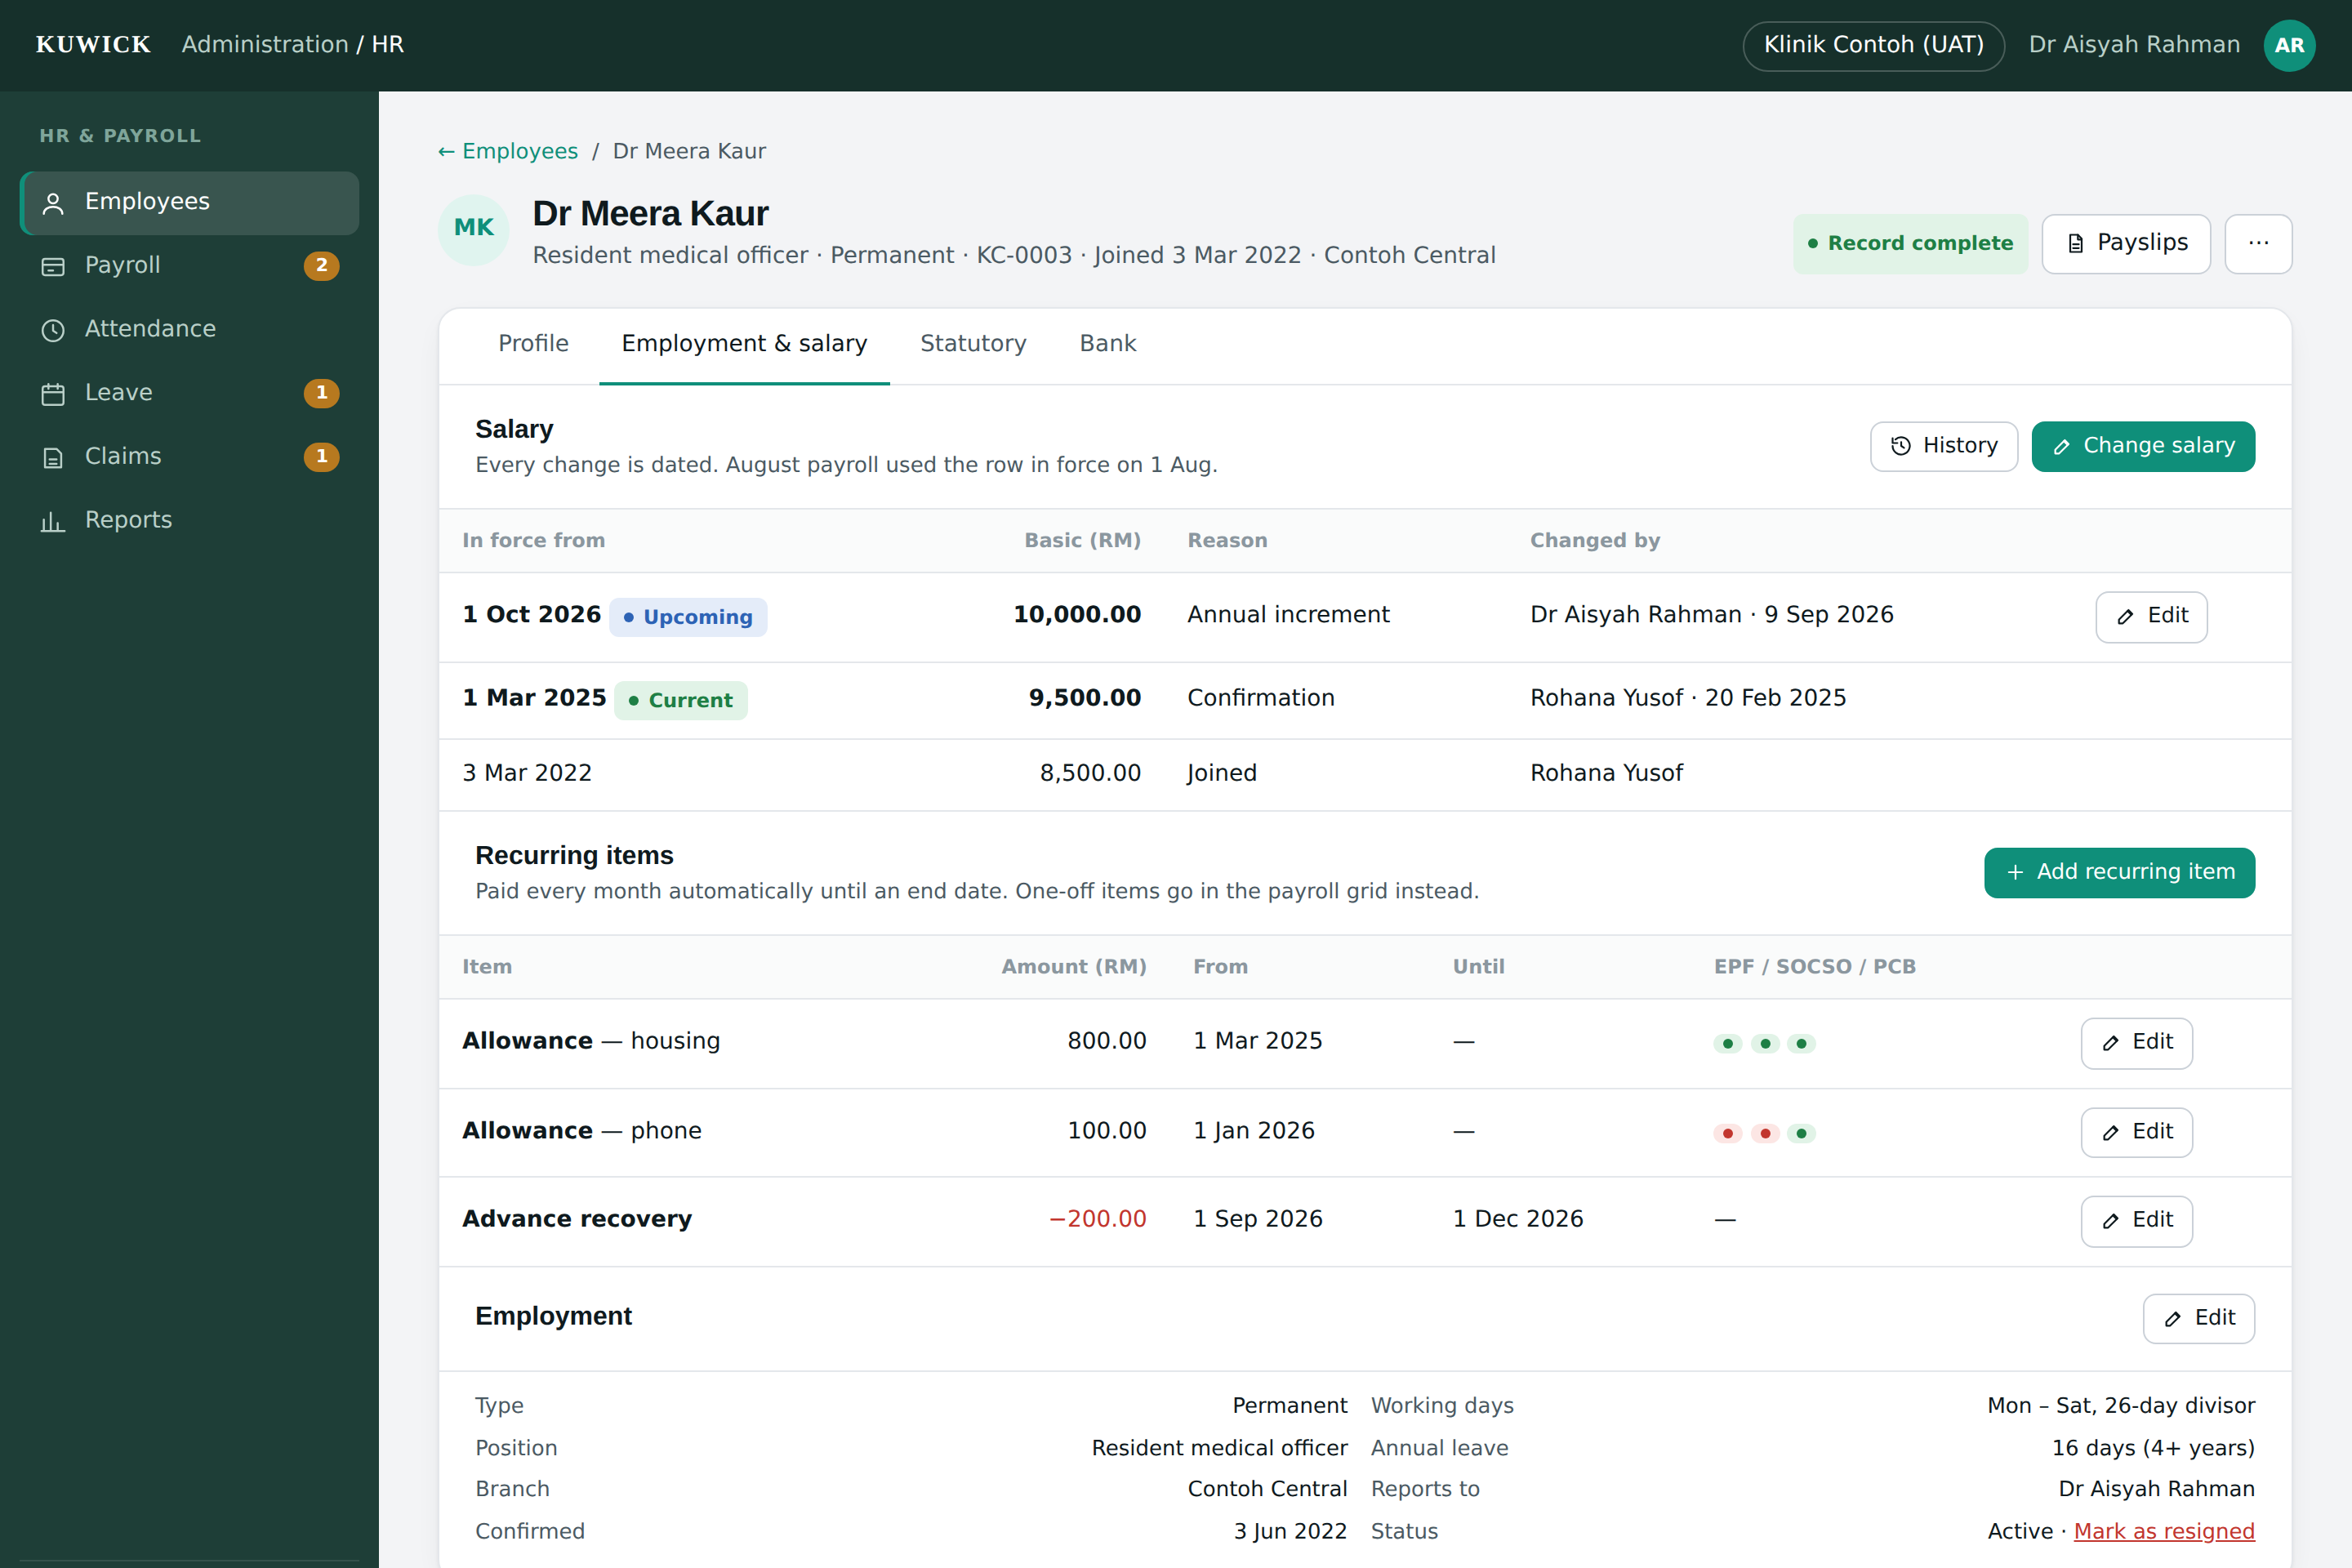 KUWICK Administration / HR Klinik Contoh (UAT) Dr Aisyah Rahman AR
HR & PAYROLL
Employees
Payroll 2
Attendance
Leave 1
Claims 1
Reports
← Employees / Dr Meera Kaur
MK
Dr Meera Kaur
Resident medical officer · Permanent · KC-0003 · Joined 3 Mar 2022 · Contoh Central
Record complete Payslips ···
Profile Employment & salary Statutory Bank
Salary
Every change is dated. August payroll used the row in force on 1 Aug.
History Change salary
In force from Basic (RM) Reason Changed by
1 Oct 2026 Upcoming 10,000.00 Annual increment Dr Aisyah Rahman · 9 Sep 2026 Edit
1 Mar 2025 Current 9,500.00 Confirmation Rohana Yusof · 20 Feb 2025
3 Mar 2022 8,500.00 Joined Rohana Yusof
Recurring items
Paid every month automatically until an end date. One-off items go in the payroll grid instead.
Add recurring item
Item Amount (RM) From Until EPF / SOCSO / PCB
Allowance — housing 800.00 1 Mar 2025 — Edit
Allowance — phone 100.00 1 Jan 2026 — Edit
Advance recovery −200.00 1 Sep 2026 1 Dec 2026 — Edit
Employment Edit
Type Permanent Working days Mon – Sat, 26-day divisor
Position Resident medical officer Annual leave 16 days (4+ years)
Branch Contoh Central Reports to Dr Aisyah Rahman
Confirmed 3 Jun 2022 Status Active · Mark as resigned